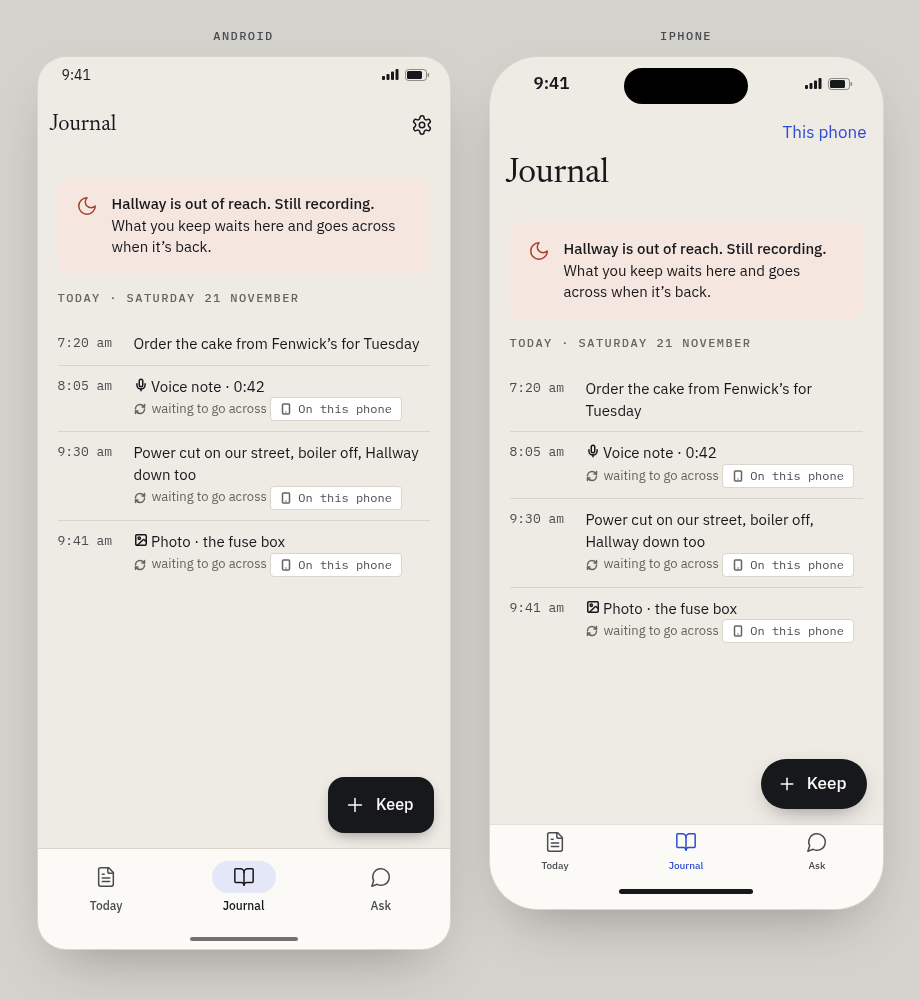 ANDROID
9:41
Journal
Hallway is out of reach. Still recording.
What you keep waits here and goes across
when it’s back.
TODAY · SATURDAY 21 NOVEMBER
7:20 am Order the cake from Fenwick’s for Tuesday
8:05 am Voice note · 0:42
waiting to go across On this phone
9:30 am Power cut on our street, boiler off, Hallway
down too
waiting to go across On this phone
9:41 am Photo · the fuse box
waiting to go across On this phone
Keep
Today Journal Ask
IPHONE
9:41
This phone
Journal
Hallway is out of reach. Still recording.
What you keep waits here and goes
across when it’s back.
TODAY · SATURDAY 21 NOVEMBER
7:20 am Order the cake from Fenwick’s for
Tuesday
8:05 am Voice note · 0:42
waiting to go across On this phone
9:30 am Power cut on our street, boiler off,
Hallway down too
waiting to go across On this phone
9:41 am Photo · the fuse box
waiting to go across On this phone
Keep
Today Journal Ask